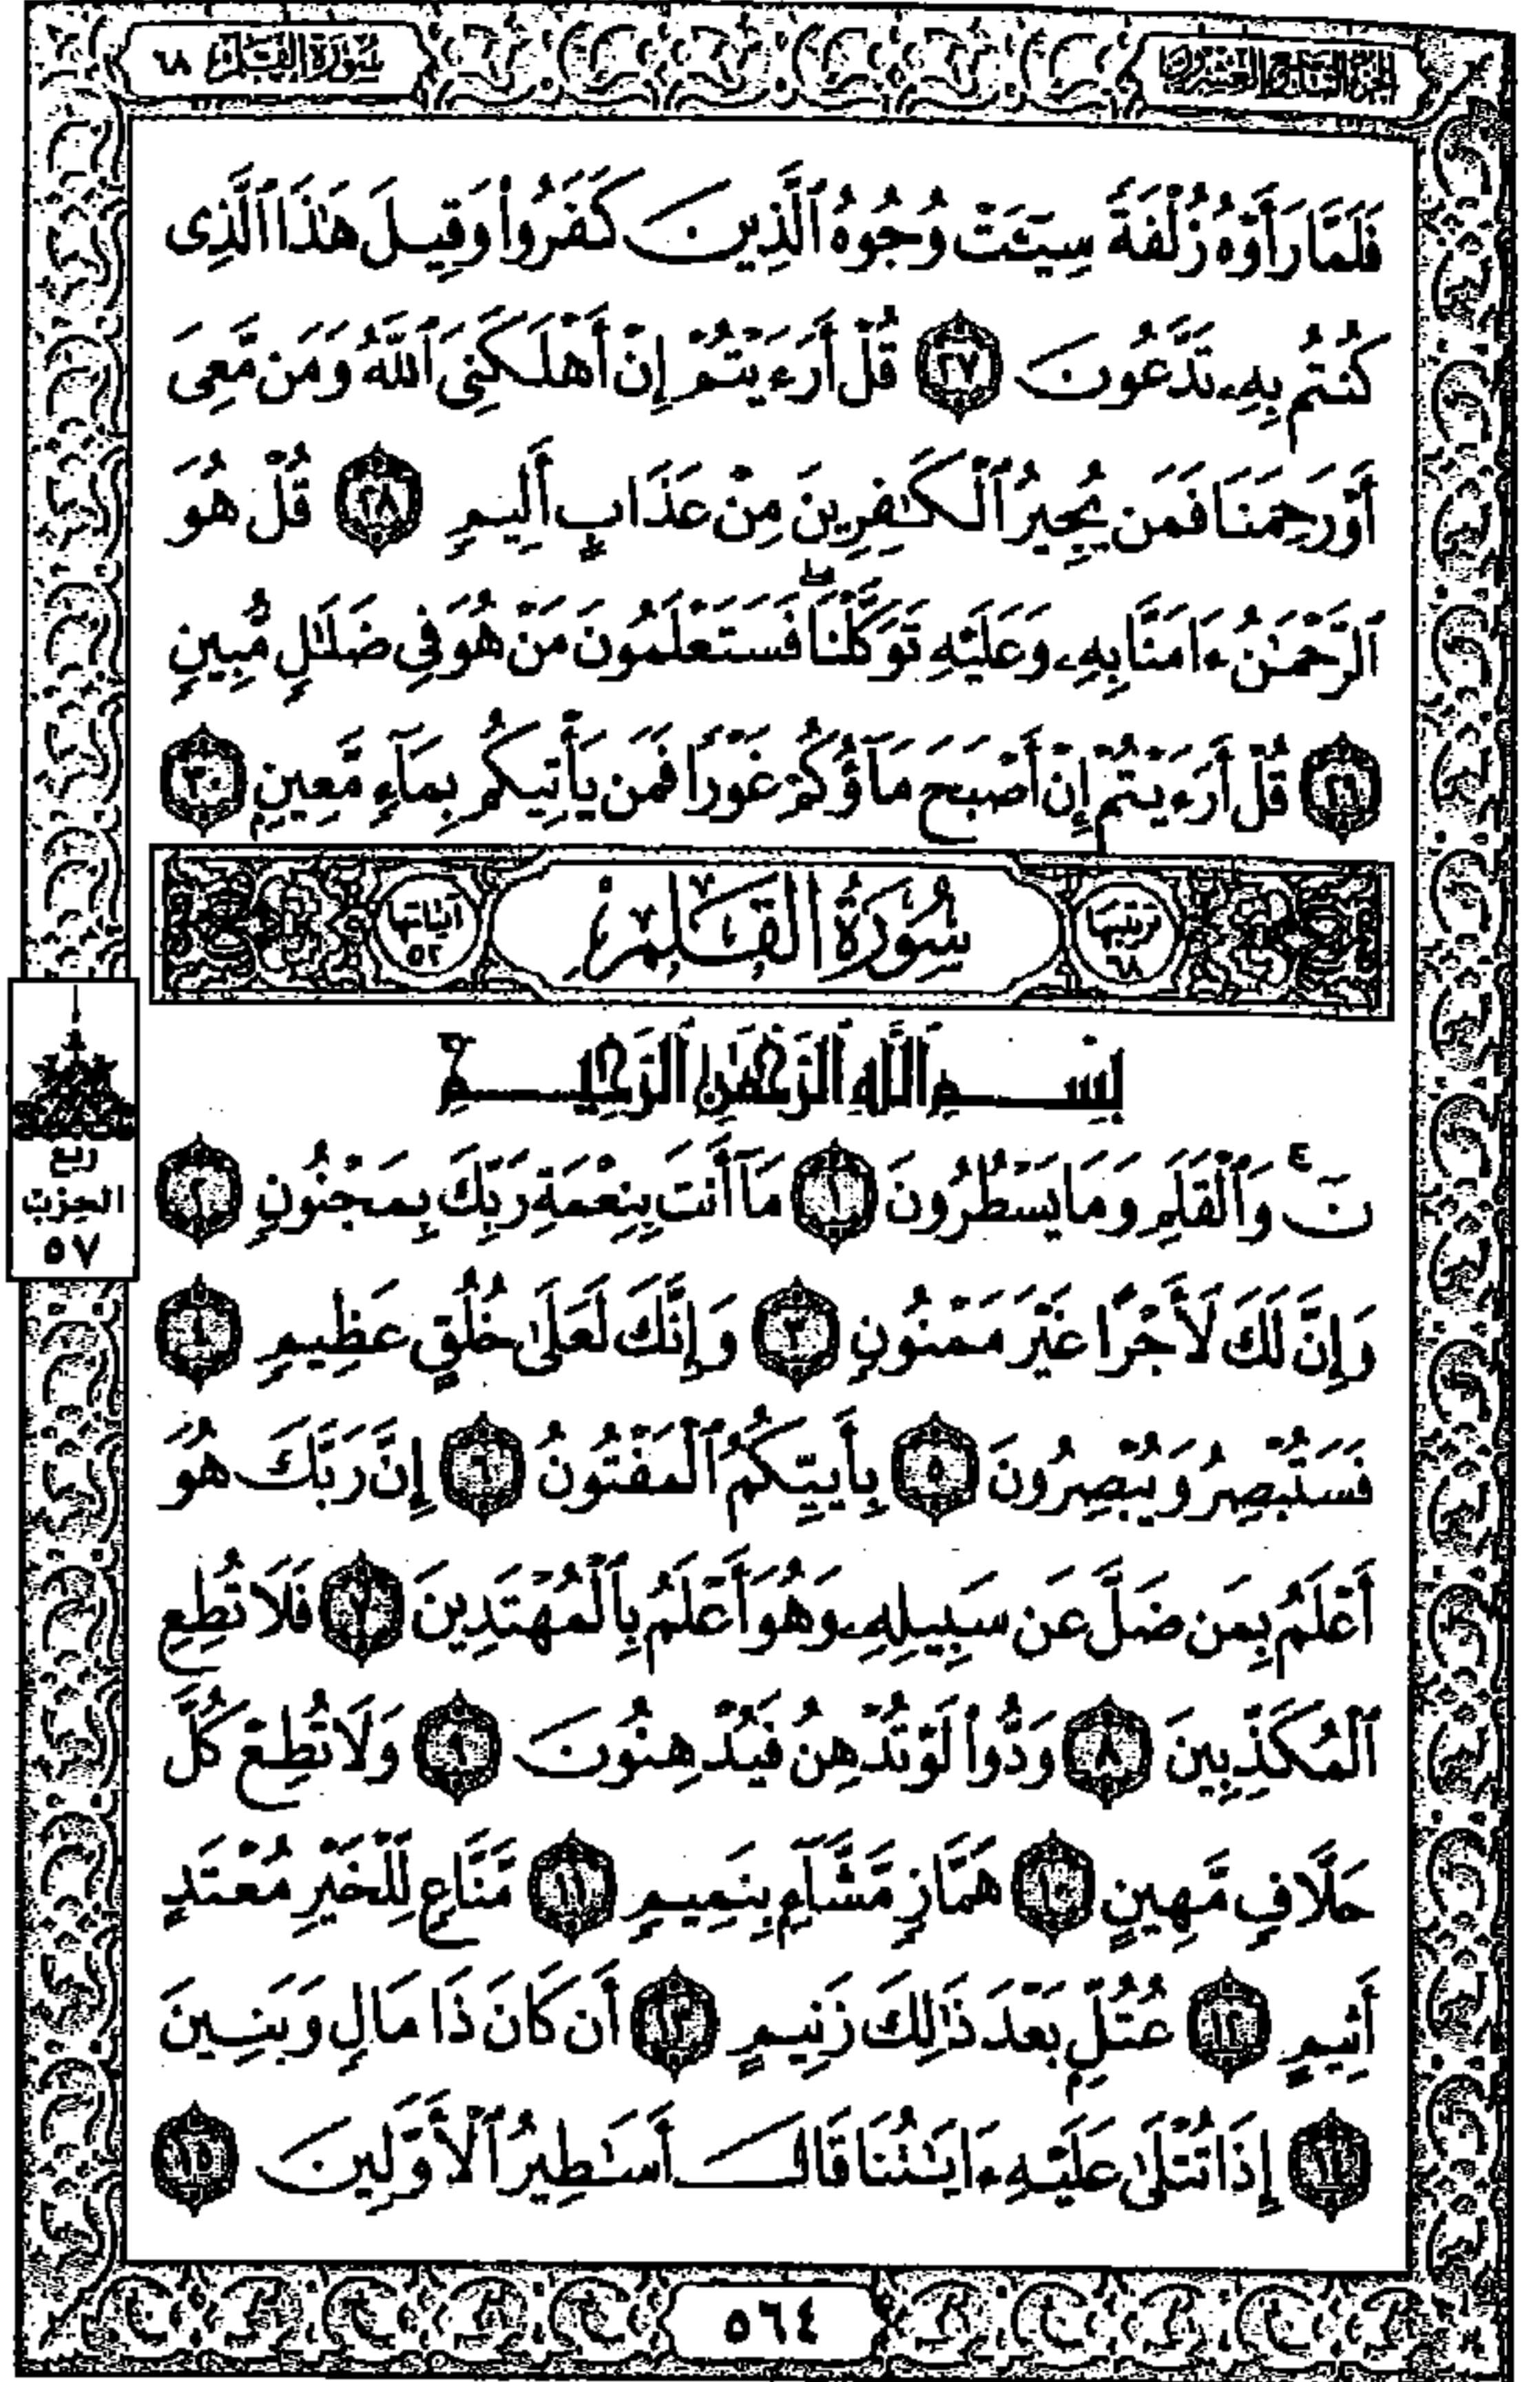 الجزء التاسع والعشرون
سُورَةُ القَلَمِ ٦٨
فَلَمَّا رَأَوْهُ زُلْفَةً سِيٓـَٔتْ وُجُوهُ ٱلَّذِينَ كَفَرُوا۟ وَقِيلَ هَٰذَا ٱلَّذِى
كُنتُم بِهِۦ تَدَّعُونَ ٢٧ قُلْ أَرَءَيْتُمْ إِنْ أَهْلَكَنِىَ ٱللَّهُ وَمَن مَّعِىَ
أَوْ رَحِمَنَا فَمَن يُجِيرُ ٱلْكَٰفِرِينَ مِنْ عَذَابٍ أَلِيمٍ ٢٨ قُلْ هُوَ
ٱلرَّحْمَٰنُ ءَامَنَّا بِهِۦ وَعَلَيْهِ تَوَكَّلْنَا ۖ فَسَتَعْلَمُونَ مَنْ هُوَ فِى ضَلَٰلٍ مُّبِينٍ
٢٩ قُلْ أَرَءَيْتُمْ إِنْ أَصْبَحَ مَآؤُكُمْ غَوْرًا فَمَن يَأْتِيكُم بِمَآءٍ مَّعِينٍۭ ٣٠
ترتيبها ٦٨ سُورَةُ القَلَمِ آياتها ٥٢
بِسْمِ ٱللَّهِ ٱلرَّحْمَٰنِ ٱلرَّحِيمِ
نٓ ۚ وَٱلْقَلَمِ وَمَا يَسْطُرُونَ ١ مَآ أَنتَ بِنِعْمَةِ رَبِّكَ بِمَجْنُونٍ ٢
وَإِنَّ لَكَ لَأَجْرًا غَيْرَ مَمْنُونٍ ٣ وَإِنَّكَ لَعَلَىٰ خُلُقٍ عَظِيمٍ ٤
فَسَتُبْصِرُ وَيُبْصِرُونَ ٥ بِأَييِّكُمُ ٱلْمَفْتُونُ ٦ إِنَّ رَبَّكَ هُوَ
أَعْلَمُ بِمَن ضَلَّ عَن سَبِيلِهِۦ وَهُوَ أَعْلَمُ بِٱلْمُهْتَدِينَ ٧ فَلَا تُطِعِ
ٱلْمُكَذِّبِينَ ٨ وَدُّوا۟ لَوْ تُدْهِنُ فَيُدْهِنُونَ ٩ وَلَا تُطِعْ كُلَّ
حَلَّافٍ مَّهِينٍ ١٠ هَمَّازٍ مَّشَّآءٍۭ بِنَمِيمٍ ١١ مَّنَّاعٍ لِّلْخَيْرِ مُعْتَدٍ
أَثِيمٍ ١٢ عُتُلٍّۭ بَعْدَ ذَٰلِكَ زَنِيمٍ ١٣ أَن كَانَ ذَا مَالٍ وَبَنِينَ
١٤ إِذَا تُتْلَىٰ عَلَيْهِ ءَايَٰتُنَا قَالَ أَسَٰطِيرُ ٱلْأَوَّلِينَ ١٥
ربع
الحزب
٥٧
٥٦٤